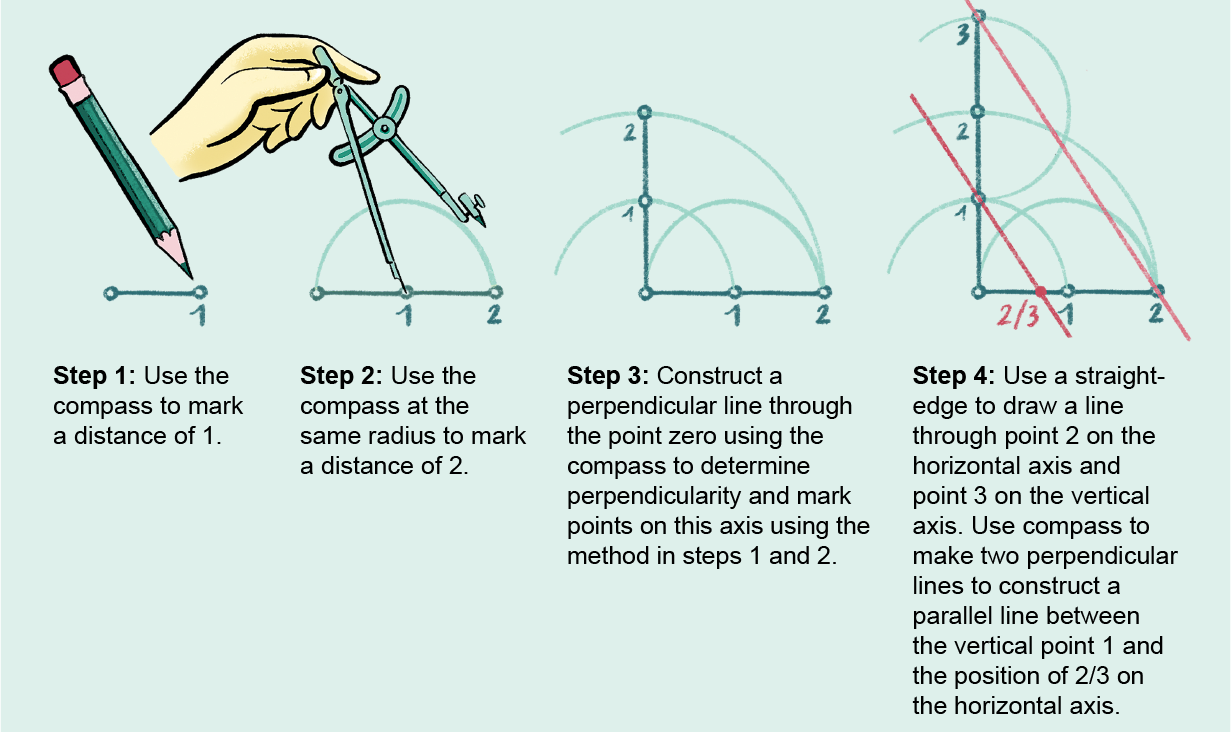 1
1
2
2
1
1
2
3
2
1
2/3
1
2
Step 1: Use the
compass to mark
a distance of 1.
Step 2: Use the
compass at the
same radius to mark
a distance of 2.
Step 3: Construct a
perpendicular line through
the point zero using the
compass to determine
perpendicularity and mark
points on this axis using the
method in steps 1 and 2.
Step 4: Use a straight-
edge to draw a line
through point 2 on the
horizontal axis and
point 3 on the vertical
axis. Use compass to
make two perpendicular
lines to construct a
parallel line between
the vertical point 1 and
the position of 2/3 on
the horizontal axis.